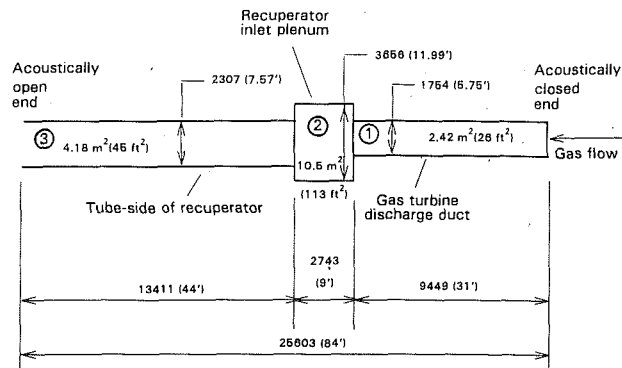 Recuperator
inlet plenum
3656 (11.99')
Acoustically
open
end
2307 (7.57')
1754 (5.75')
Acoustically
closed
end
3
4.18 m² (45 ft²)
2
10.5 m²
(113 ft²)
1
2.42 m² (26 ft²)
Gas flow
Tube-side of recuperator
Gas turbine
discharge duct
2743
(9')
13411 (44')
9449 (31')
25603 (84')